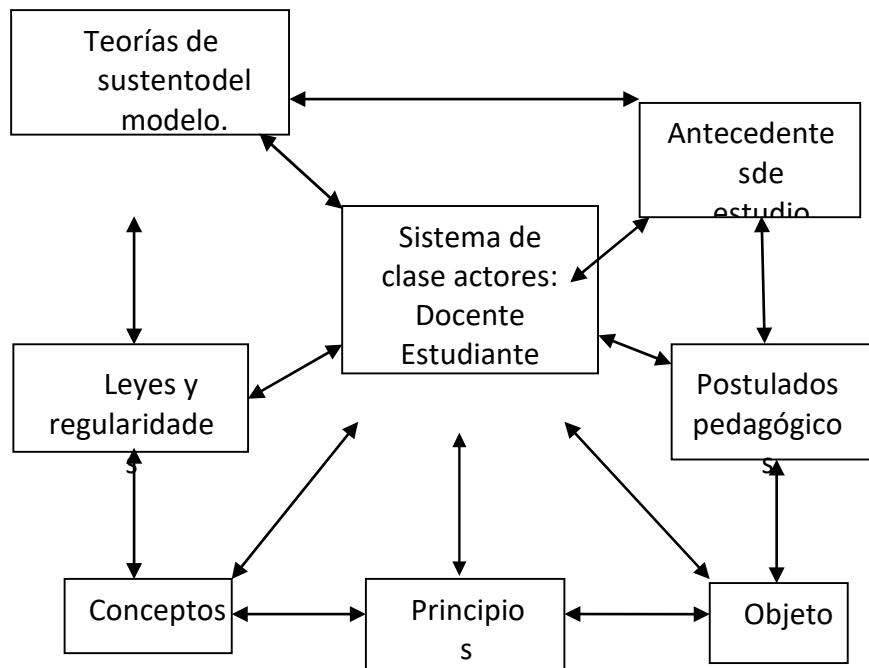 Teorías de
sustentodel
modelo.
Antecedente
sde
estudio
Sistema de
clase actores:
Docente
Estudiante
Leyes y
regularidade
s
Postulados
pedagógico
s
Conceptos
Principio
s
Objeto